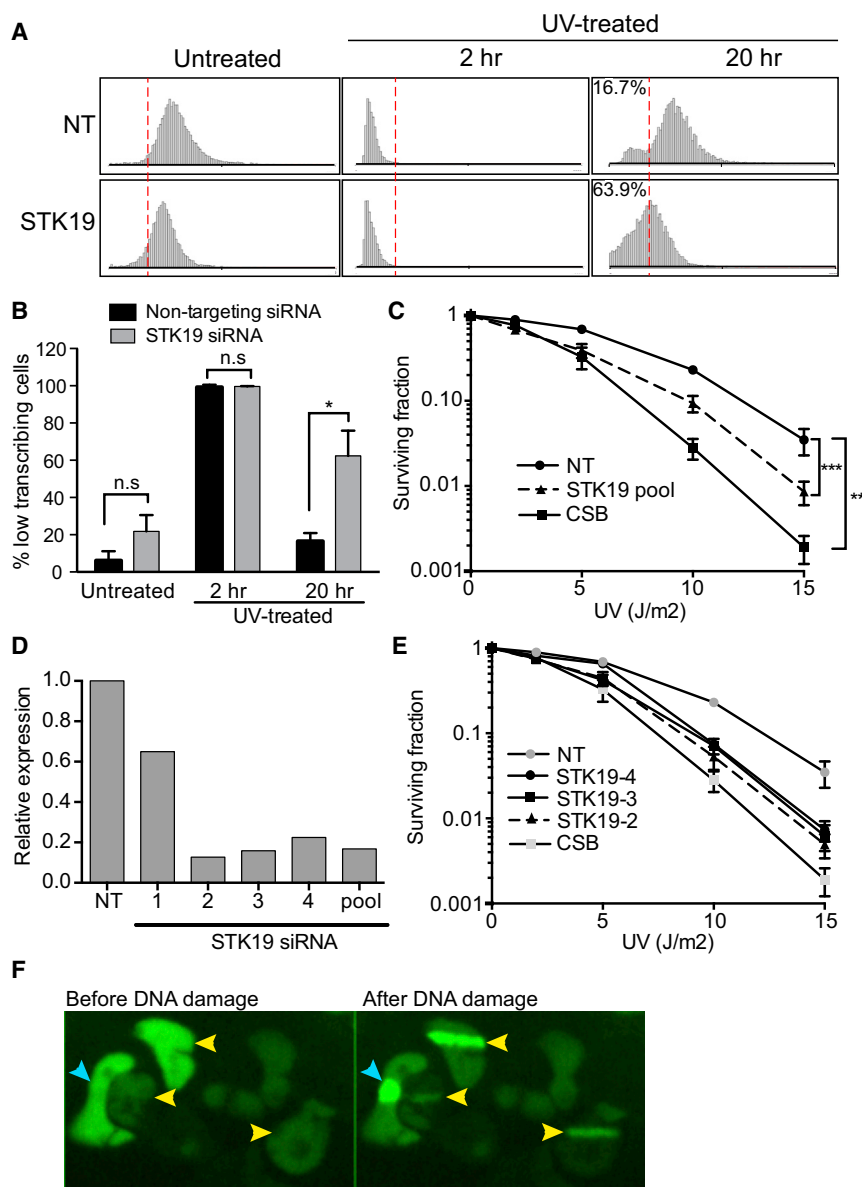 A
UV-treated
Untreated
2 hr
20 hr
NT
16.7%
STK19
63.9%
B
Non-targeting siRNA
STK19 siRNA
% low transcribing cells
120
100
80
60
40
20
0
n.s
n.s
*
Untreated
2 hr
20 hr
UV-treated
C
Surviving fraction
1
0.10
0.01
0.001
NT
STK19 pool
CSB
***
**
0
5
10
15
UV (J/m2)
D
Relative expression
1.0
0.8
0.6
0.4
0.2
0.0
NT
1
2
3
4
pool
STK19 siRNA
E
Surviving fraction
1
0.1
0.01
0.001
NT
STK19-4
STK19-3
STK19-2
CSB
0
5
10
15
UV (J/m2)
F
Before DNA damage
After DNA damage